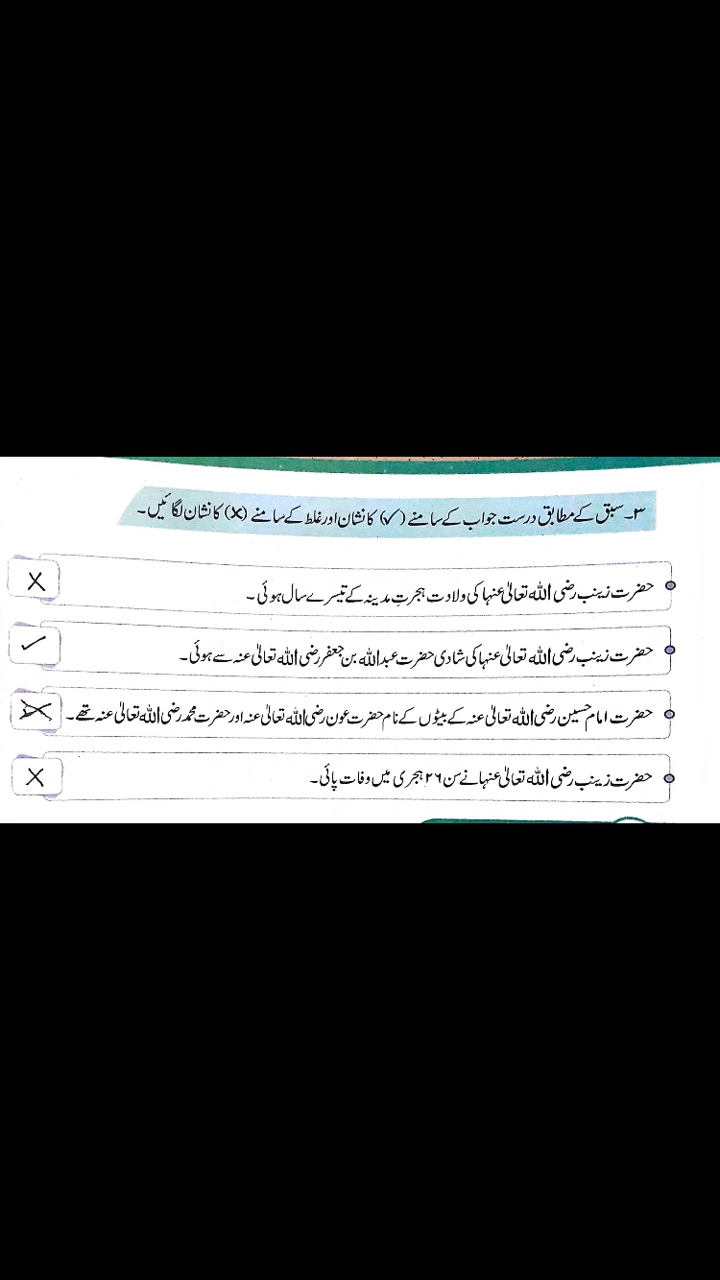 ۳۔ سبق کے مطابق درست جواب کے سامنے (✓) کا نشان اور غلط کے سامنے (×) کا نشان لگائیں۔
حضرت زینب رضی اللہ تعالیٰ عنہا کی ولادت ہجرتِ مدینہ کے تیسرے سال ہوئی۔ ×
حضرت زینب رضی اللہ تعالیٰ عنہا کی شادی حضرت عبداللہ بن جعفر رضی اللہ تعالیٰ عنہ سے ہوئی۔ ✓
حضرت امام حسین رضی اللہ تعالیٰ عنہ کے بیٹوں کے نام حضرت عون رضی اللہ تعالیٰ عنہ اور حضرت محمد رضی اللہ تعالیٰ عنہ تھے۔ ×
حضرت زینب رضی اللہ تعالیٰ عنہا نے سن ۲۶ ہجری میں وفات پائی۔ ×